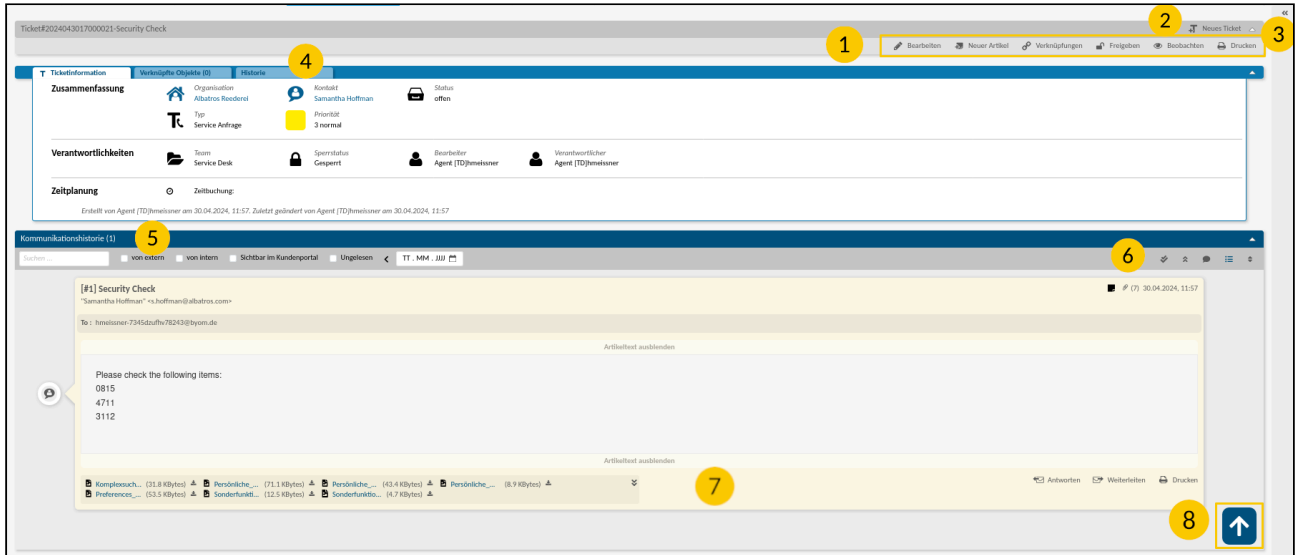 Ticket#2024043017000021-Security Check
2
Neues Ticket
3
1
Bearbeiten Neuer Artikel Verknüpfungen Freigeben Beobachten Drucken
4
T Ticketinformation Verknüpfte Objekte (0) Historie
Zusammenfassung
Organisation Kontakt Status
Albatros Reederei Samantha Hoffman offen
Typ Priorität
Service Anfrage 3 normal
Verantwortlichkeiten
Team Sperrstatus Bearbeiter Verantwortlicher
Service Desk Gesperrt Agent [TD]hmeissner Agent [TD]hmeissner
Zeitplanung Zeitbuchung:
Erstellt von Agent [TD]hmeissner am 30.04.2024, 11:57. Zuletzt geändert von Agent [TD]hmeissner am 30.04.2024, 11:57
Kommunikationshistorie (1) 5
Suchen ... von extern von intern Sichtbar im Kundenportal Ungelesen TT . MM . JJJJ 6
[#1] Security Check (7) 30.04.2024, 11:57
"Samantha Hoffman" <s.hoffman@albatros.com>
To : hmeissner-7345dzufhv78243@byom.de
Artikeltext ausblenden
Please check the following items:
0815
4711
3112
Artikeltext ausblenden
Komplexsuch... (31.8 KBytes) Persönliche_... (71.1 KBytes) Persönliche_... (43.4 KBytes) Persönliche_... (8.9 KBytes) 7 Antworten Weiterleiten Drucken
Preferences_... (53.5 KBytes) Sonderfunkti... (12.5 KBytes) Sonderfunktio... (4.7 KBytes)
8